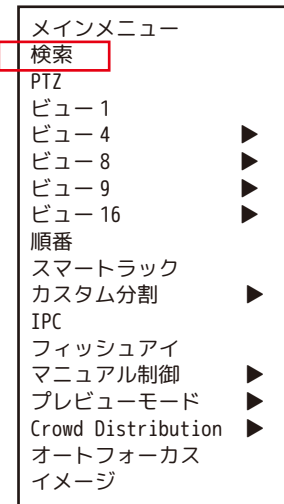 メインメニュー
検索
PTZ
ビュー 1
ビュー 4 ▶
ビュー 8 ▶
ビュー 9 ▶
ビュー 16 ▶
順番
スマートラック
カスタム分割 ▶
IPC
フィッシュアイ
マニュアル制御 ▶
プレビューモード ▶
Crowd Distribution ▶
オートフォーカス
イメージ